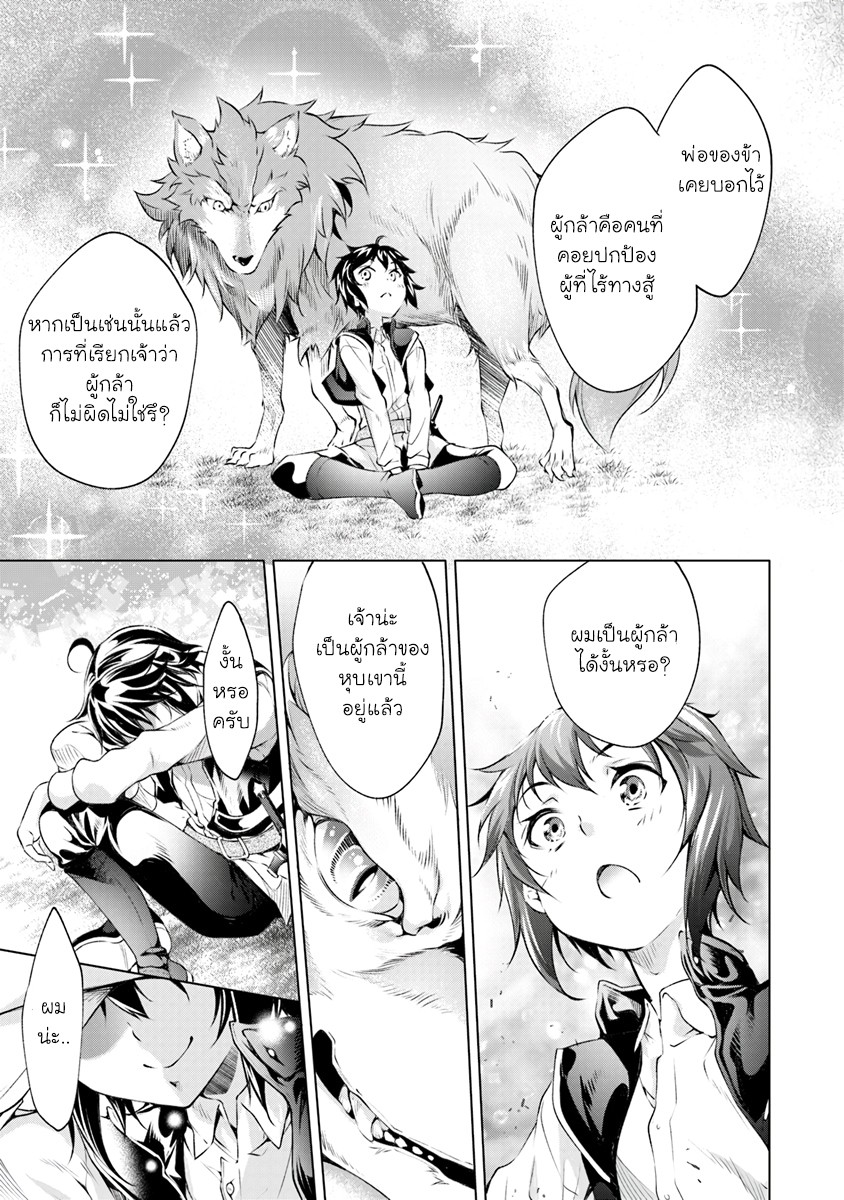 พ่อของข้า
เคยบอกไว้
ผู้กล้าคือคนที่
คอยปกป้อง
ผู้ที่ไร้ทางสู้
หากเป็นเช่นนั้นแล้ว
การที่เรียกเจ้าว่า
ผู้กล้า
ก็ไม่ผิดไม่ใช่รึ?
ผมเป็นผู้กล้า
ได้งั้นหรอ?
เจ้าน่ะ
เป็นผู้กล้าของ
หุบเขานี้
อยู่แล้ว
งั้น
หรอ
ครับ
ผม
น่ะ..